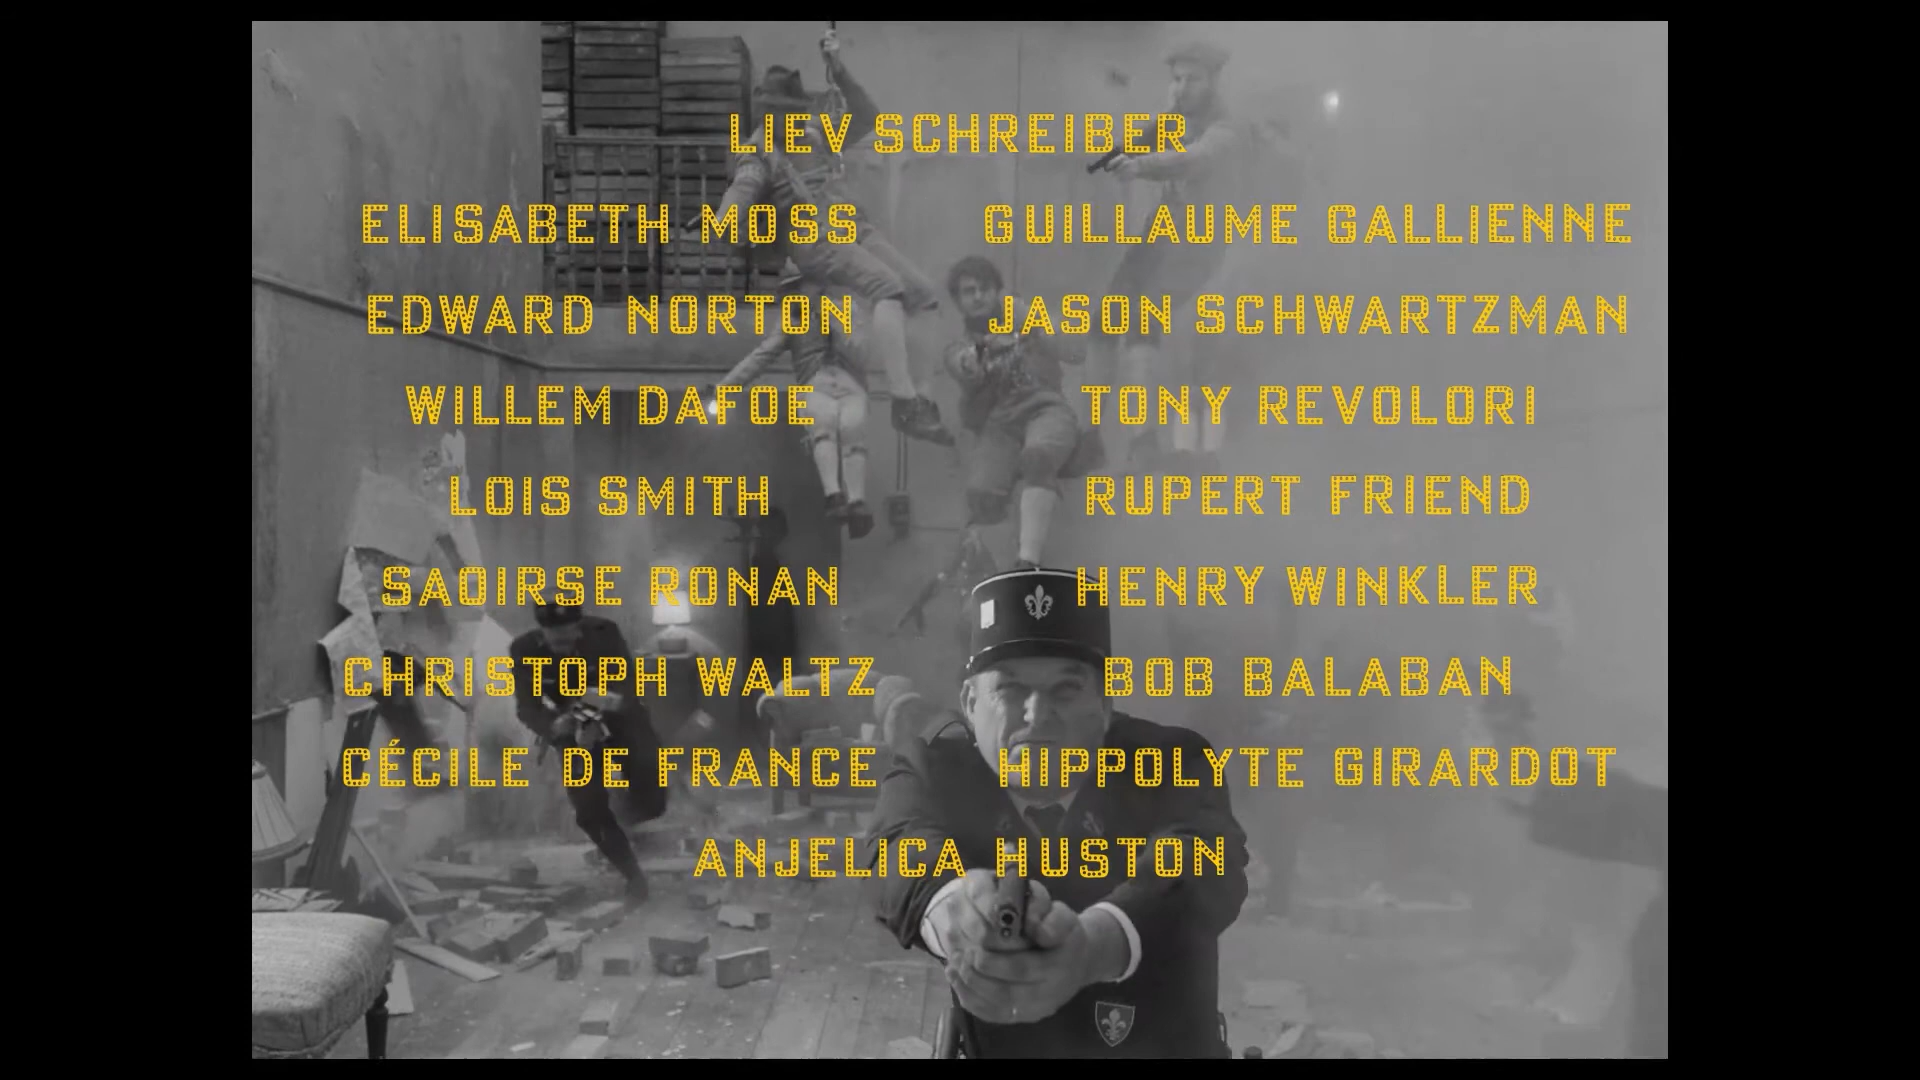 LIEV SCHREIBER
ELISABETH MOSS GUILLAUME GALLIENNE
EDWARD NORTON JASON SCHWARTZMAN
WILLEM DAFOE TONY REVOLORI
LOIS SMITH RUPERT FRIEND
SAOIRSE RONAN HENRY WINKLER
CHRISTOPH WALTZ BOB BALABAN
CÉCILE DE FRANCE HIPPOLYTE GIRARDOT
ANJELICA HUSTON